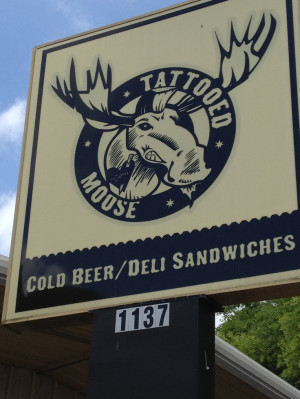 TATTOOED
MOOSE
COLD BEER/DELI SANDWICHES
1137